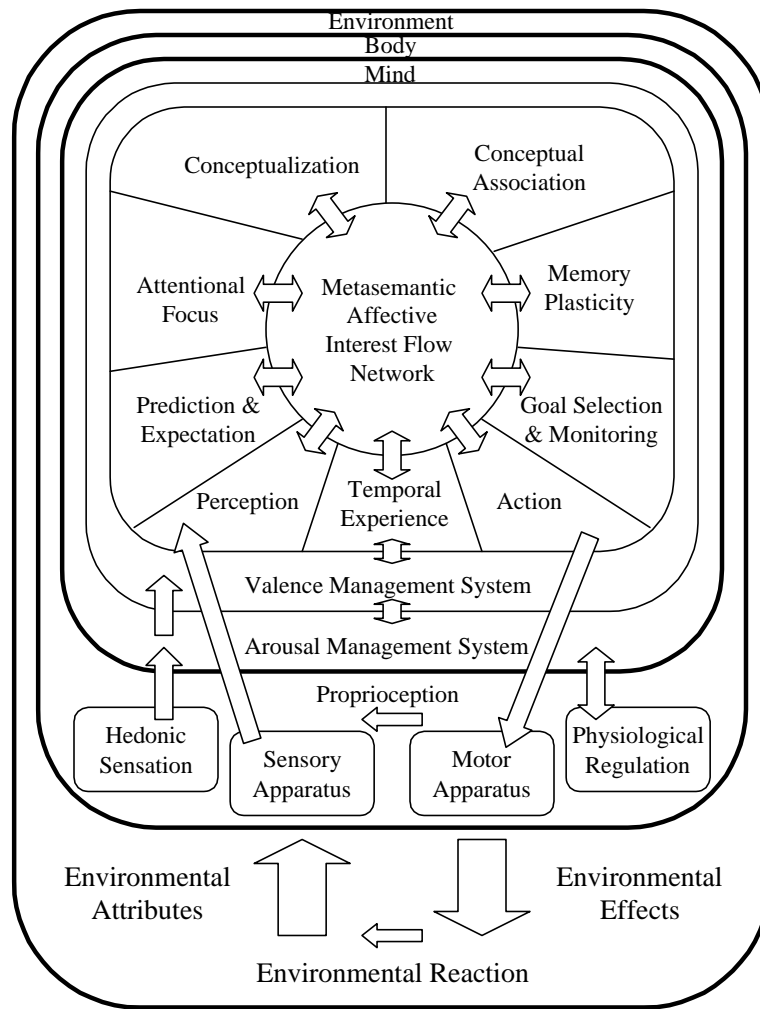 Environment
Body
Mind
Conceptualization
Conceptual
Association
Attentional
Focus
Metasemantic
Affective
Interest Flow
Network
Memory
Plasticity
Prediction &
Expectation
Goal Selection
& Monitoring
Perception
Temporal
Experience
Action
Valence Management System
Arousal Management System
Proprioception
Hedonic
Sensation
Sensory
Apparatus
Motor
Apparatus
Physiological
Regulation
Environmental
Attributes
Environmental
Effects
Environmental Reaction